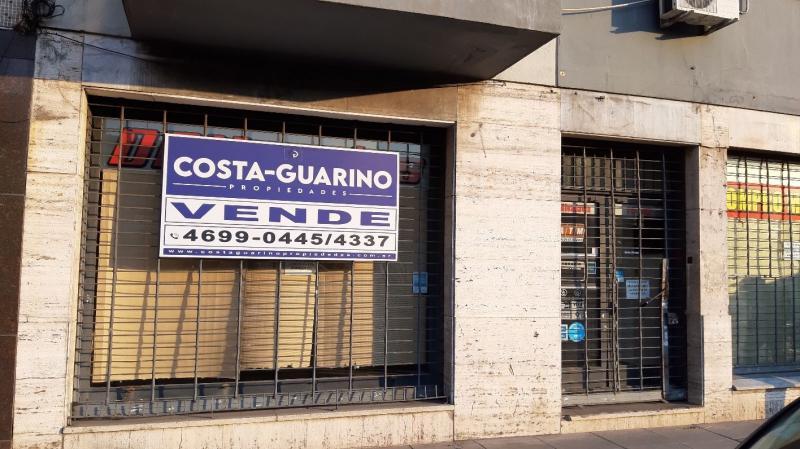 COSTA-GUARINO
PROPIEDADES
VENDE
4699-0445/4337
www.costaguarinopropiedades.com.ar